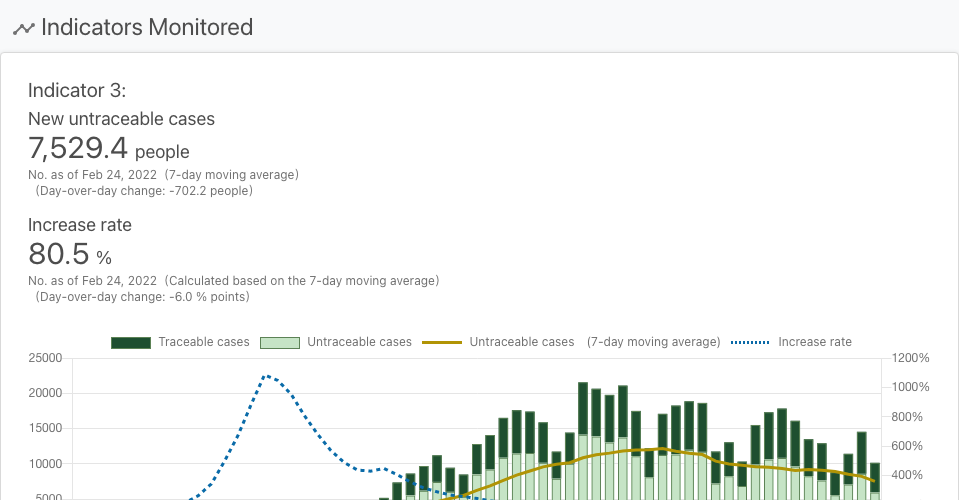 Indicators Monitored
Indicator 3:
New untraceable cases
7,529.4 people
No. as of Feb 24, 2022 (7-day moving average)
(Day-over-day change: -702.2 people)
Increase rate
80.5 %
No. as of Feb 24, 2022 (Calculated based on the 7-day moving average)
(Day-over-day change: -6.0 % points)
Traceable cases Untraceable cases Untraceable cases (7-day moving average) Increase rate
25000 1200%
20000 1000%
15000 800%
10000 600%
5000 400%